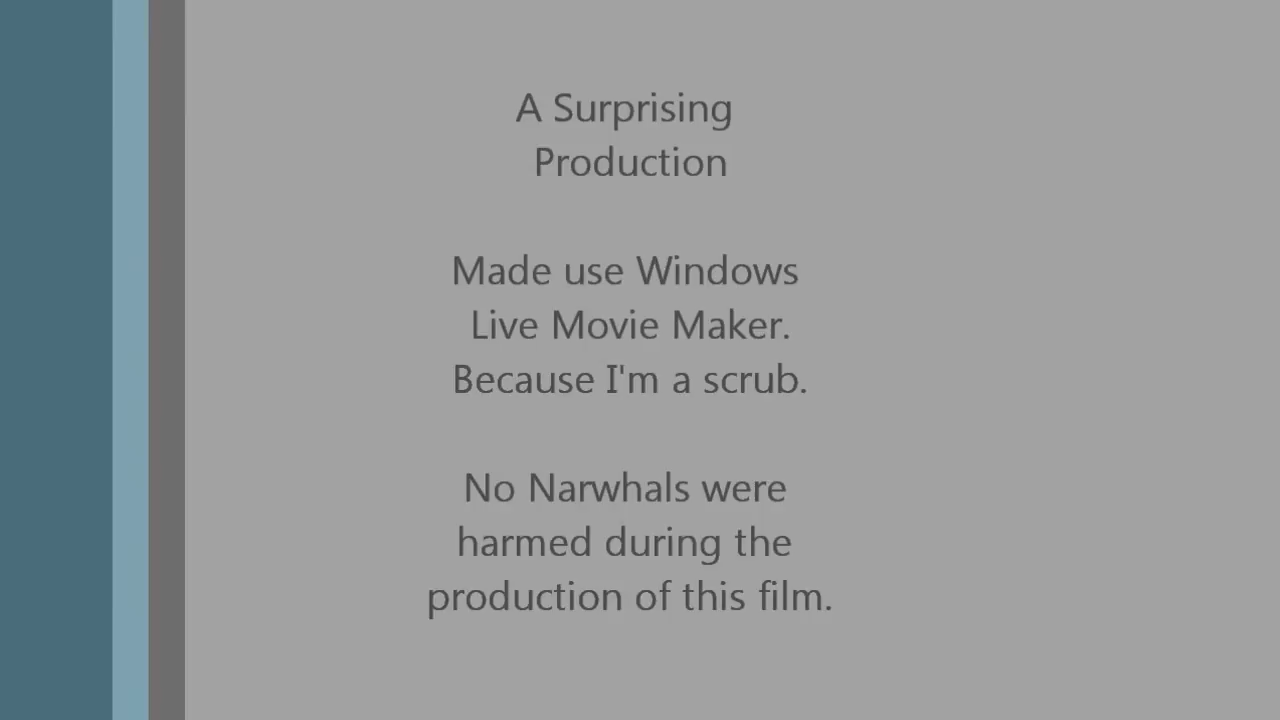 A Surprising
Production
Made use Windows
Live Movie Maker.
Because I'm a scrub.
No Narwhals were
harmed during the
production of this film.